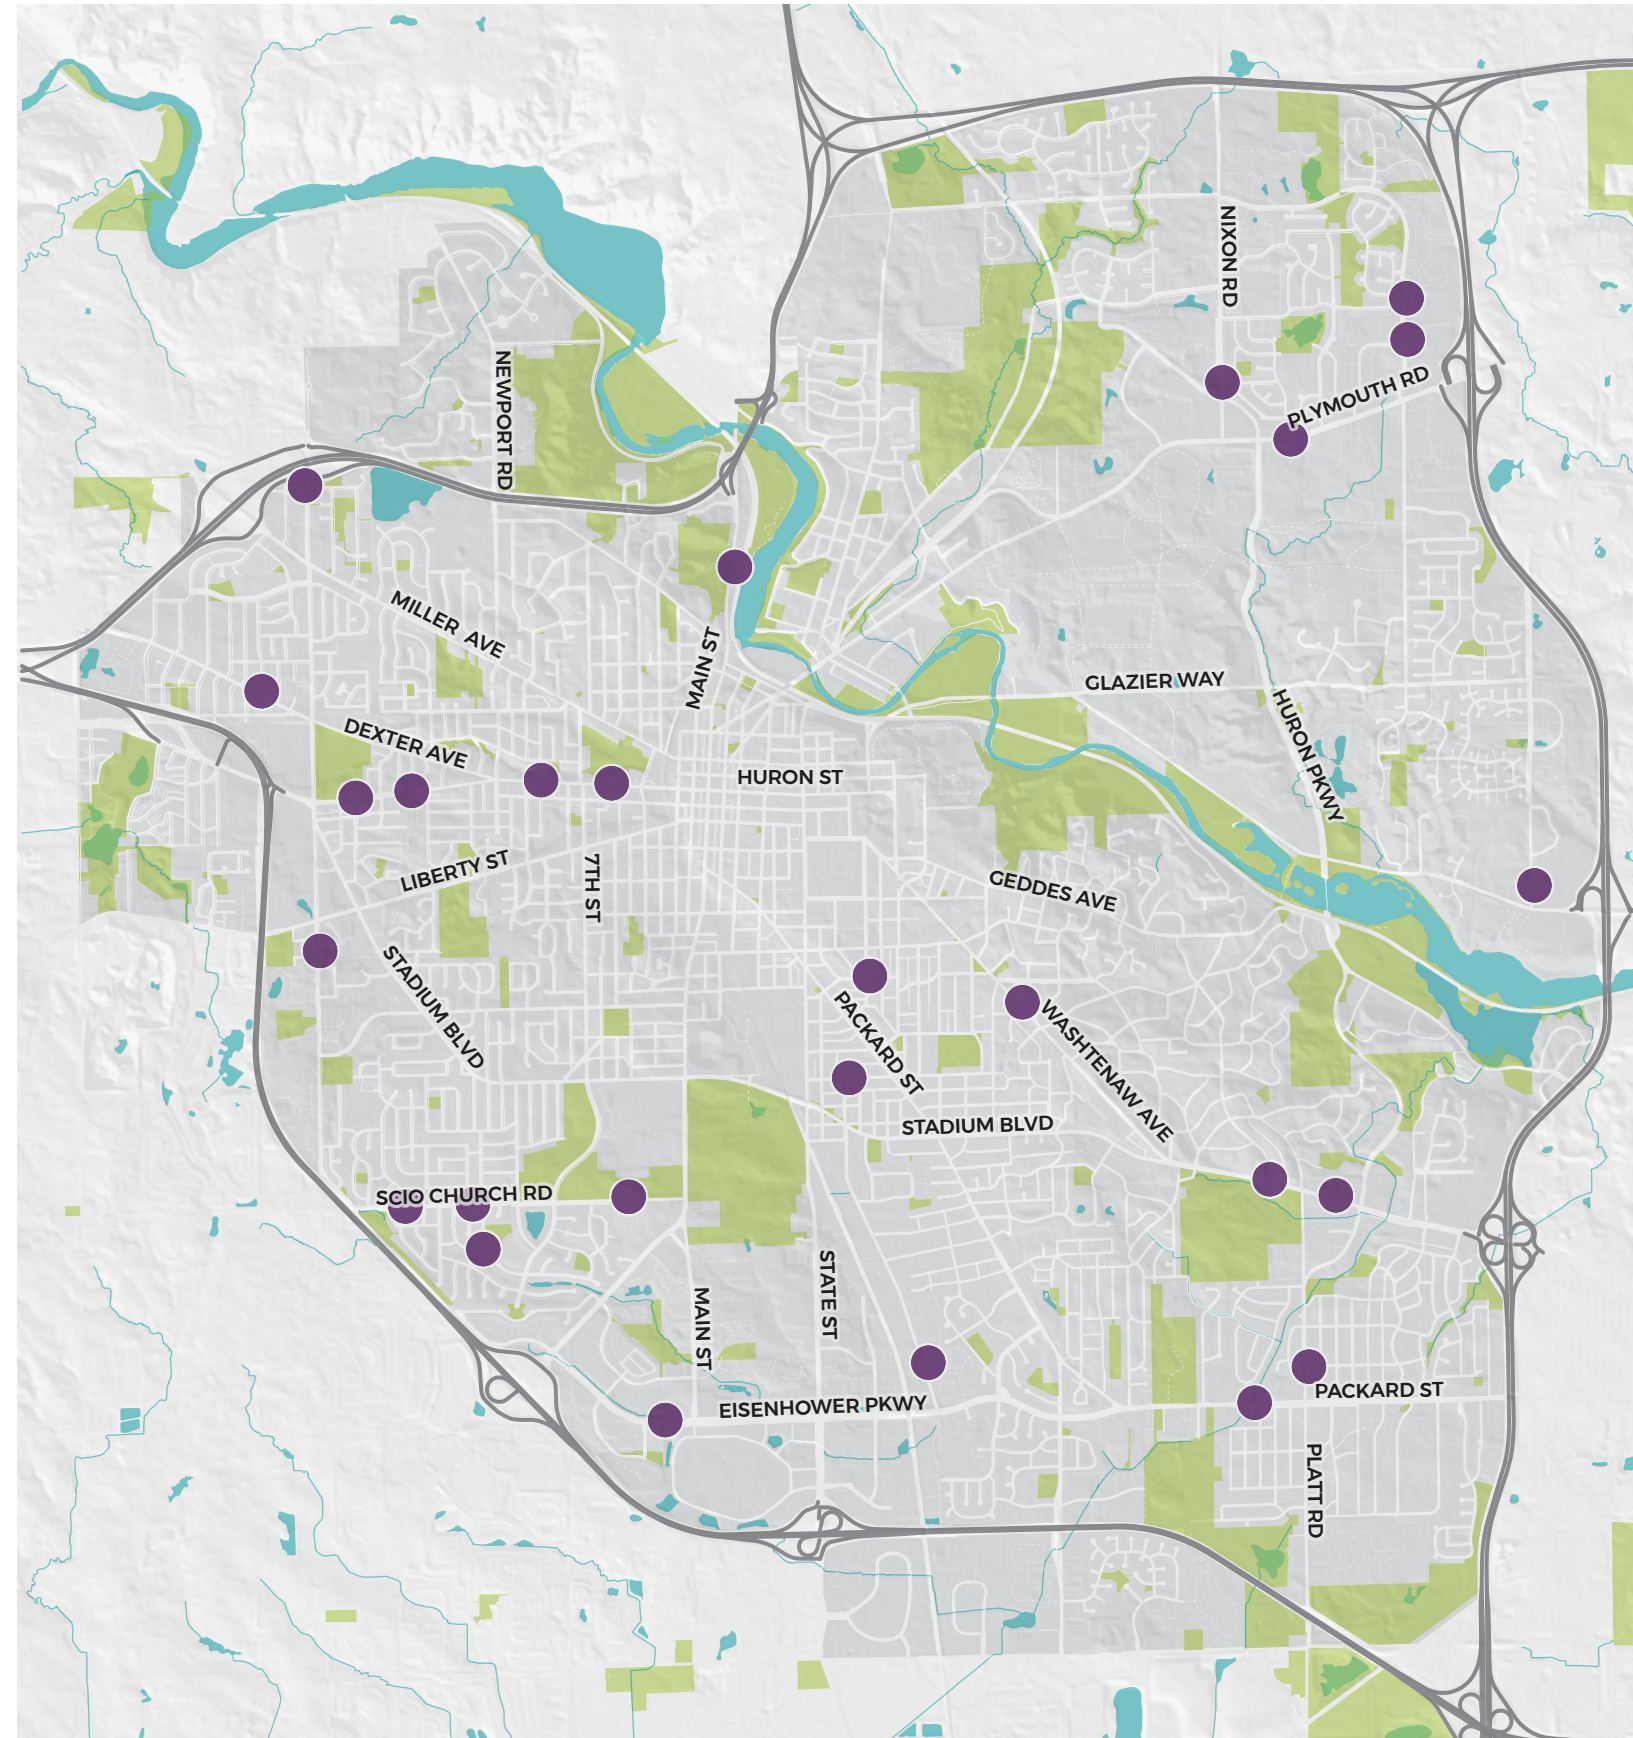 NIXON RD
PLYMOUTH RD
NEWPORT RD
MILLER AVE
MAIN ST
GLAZIER WAY
HURON PKWY
DEXTER AVE
HURON ST
LIBERTY ST
7TH ST
GEDDES AVE
STADIUM BLVD
PACKARD ST
WASHTENAW AVE
STADIUM BLVD
SCIO CHURCH RD
STATE ST
MAIN ST
EISENHOWER PKWY
PACKARD ST
PLATT RD